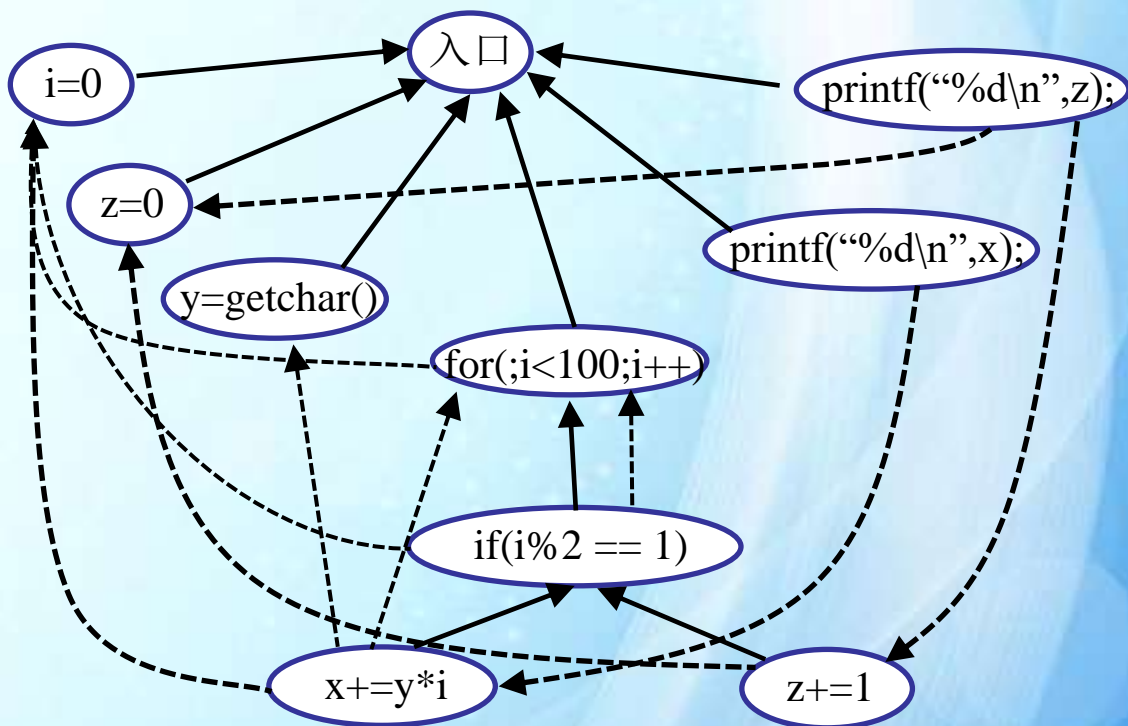 入口
i=0
printf(“%d\n”,z);
z=0
printf(“%d\n”,x);
y=getchar()
for(;i<100;i++)
if(i%2 == 1)
x+=y*i
z+=1